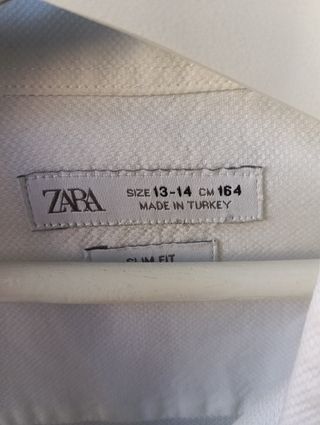 ZARA
SIZE 13-14 CM 164
MADE IN TURKEY
SLIM FIT